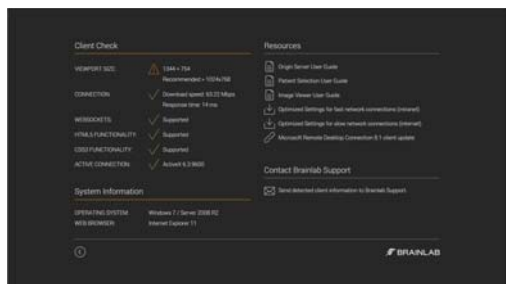 Client Check
VIEWPORT SIZE:
1344 × 754
Recommended > 1024x768
CONNECTION:
Download speed: 63.22 Mbps
Response time: 14 ms
WEBSOCKETS:
Supported
HTML5 FUNCTIONALITY:
Supported
CSS3 FUNCTIONALITY:
Supported
ACTIVE CONNECTION:
ActiveX 6.3.9600
System Information
OPERATING SYSTEM:
Windows 7 / Server 2008 R2
WEB BROWSER:
Internet Explorer 11
Resources
Origin Server User Guide
Patient Selection User Guide
Image Viewer User Guide
Optimized Settings for fast network connections (intranet)
Optimized Settings for slow network connections (internet)
Microsoft Remote Desktop Connection 8.1 client update
Contact Brainlab Support
Send detected client information to Brainlab Support
BRAINLAB